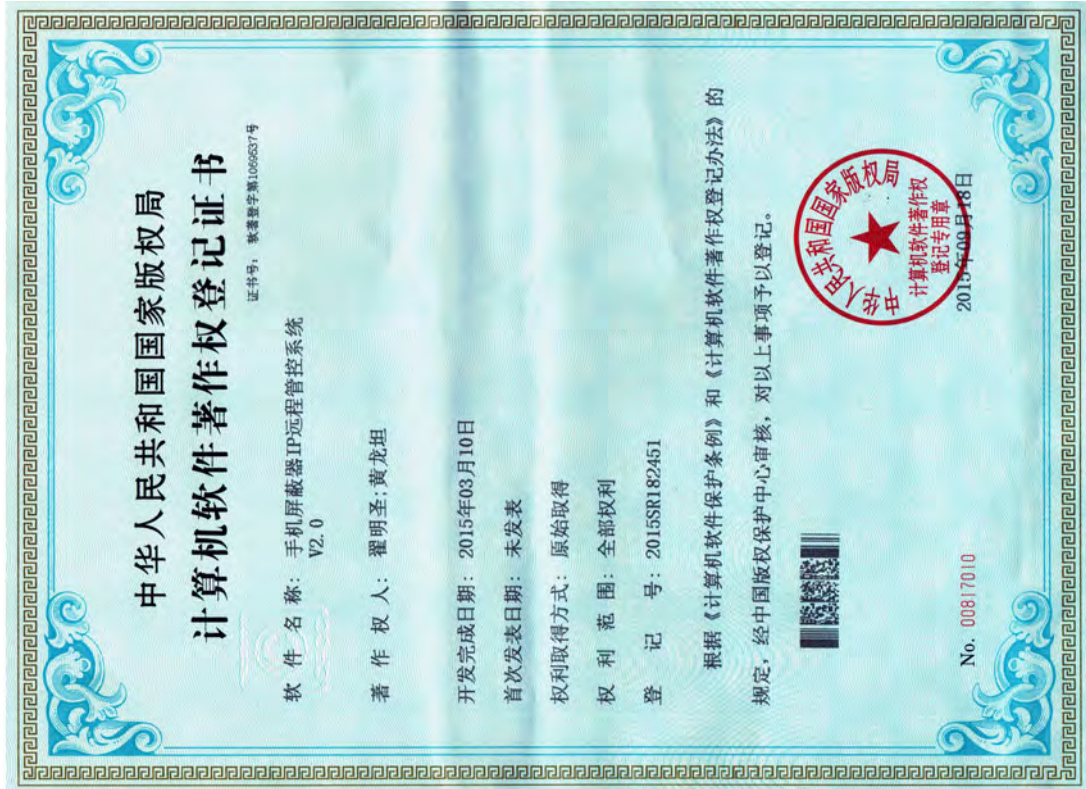 中华人民共和国国家版权局
计算机软件著作权登记证书
证书号： 软著登字第1069637号
软 件 名 称： 手机屏蔽器IP远程管控系统
V2.0
著 作 权 人： 翟明圣;黄龙坦
开发完成日期： 2015年03月10日
首次发表日期： 未发表
权利取得方式： 原始取得
权 利 范 围： 全部权利
登 记 号： 2015SR182451
根据《计算机软件保护条例》和《计算机软件著作权登记办法》的
规定，经中国版权保护中心审核，对以上事项予以登记。
中华人民共和国国家版权局
计算机软件著作权
登记专用章
No. 00817010
2015年09月18日